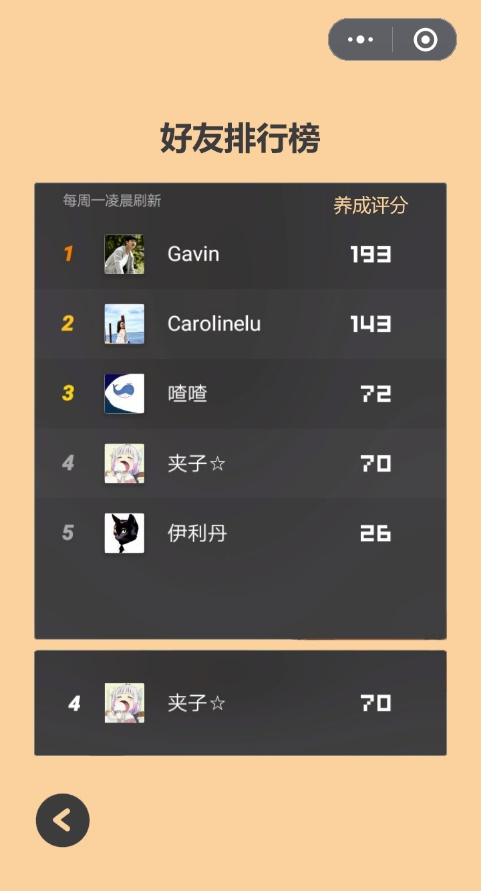 好友排行榜
每周一凌晨刷新 养成评分
1 Gavin 193
2 Carolinelu 143
3 喳喳 72
4 夹子☆ 70
5 伊利丹 26
4 夹子☆ 70